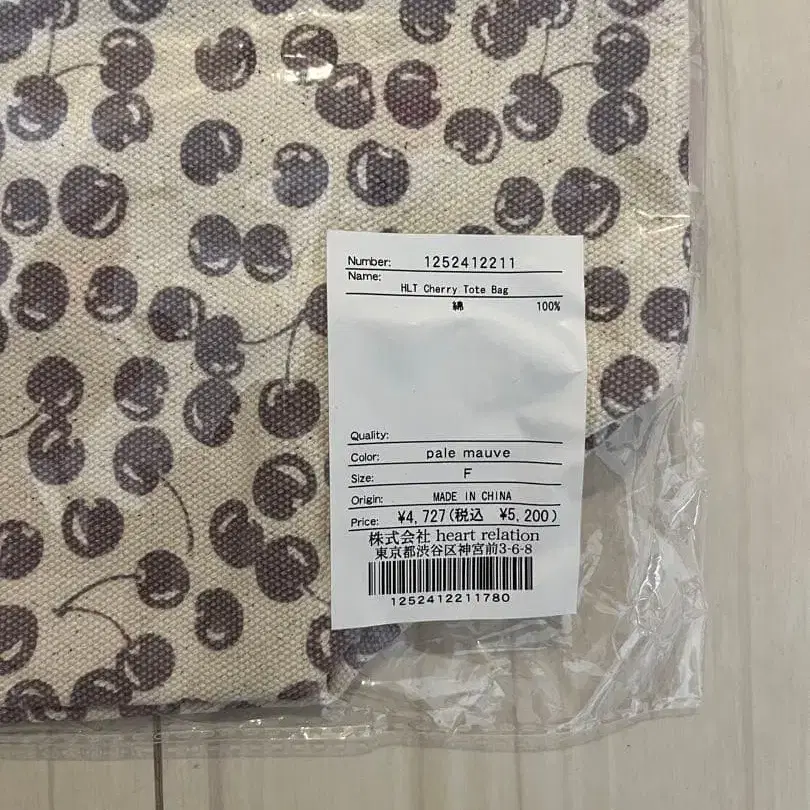 Number: 1252412211
Name:
HLT Cherry Tote Bag
綿 100%
Quality:
Color: pale mauve
Size: F
Origin: MADE IN CHINA
Price: ¥4,727(税込 ¥5,200)
株式会社 heart relation
東京都渋谷区神宮前3-6-8
1252412211780